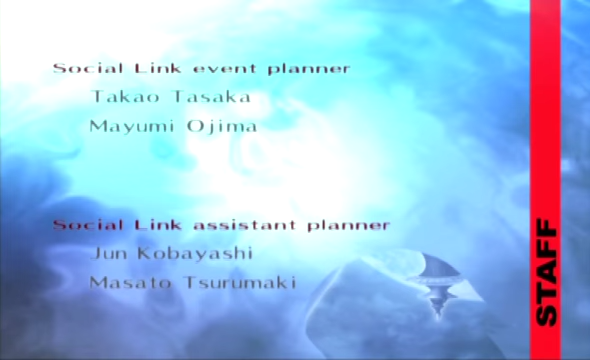 Social Link event planner
Takao Tasaka
Mayumi Ojima
Social Link assistant planner
Jun Kobayashi
Masato Tsurumaki
STAFF